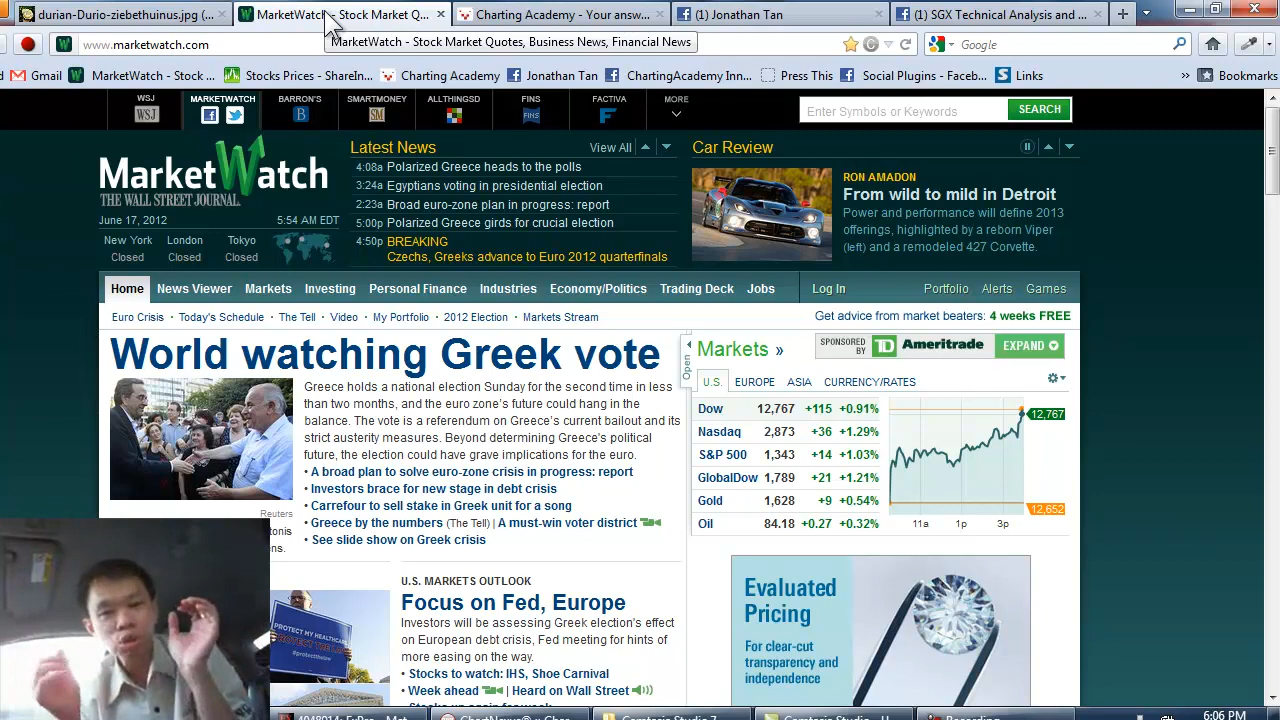 durian-Durio-ziebethuinus.jpg (...
MarketWatch - Stock Market Q...
Charting Academy - Your answ...
(1) Jonathan Tan
SGX Technical Analysis and ...
www.marketwatch.com
MarketWatch - Stock Market Quotes, Business News, Financial News
Google
Gmail
MarketWatch - Stock ...
Stocks Prices - ShareIn...
Charting Academy
Jonathan Tan
ChartingAcademy Inn...
Press This
Social Plugins - Faceb...
Links
Bookmarks
WSJ
MARKETWATCH
BARRON'S
SMARTMONEY
ALLTHINGSD
FINS
FACTIVA
MORE
WSJ
B
SM
FINS
F
Enter Symbols or Keywords
SEARCH
MarketWatch
THE WALL STREET JOURNAL.
June 17, 2012
5:54 AM EDT
New York
Closed
London
Closed
Tokyo
Closed
Latest News
View All
4:08a Polarized Greece heads to the polls
3:24a Egyptians voting in presidential election
2:23a Broad euro-zone plan in progress: report
5:00p Polarized Greece girds for crucial election
4:50p BREAKING
Czechs, Greeks advance to Euro 2012 quarterfinals
Car Review
RON AMADON
From wild to mild in Detroit
Power and performance will define 2013
offerings, highlighted by a reborn Viper
(left) and a remodeled 427 Corvette.
Home News Viewer Markets Investing Personal Finance Industries Economy/Politics Trading Deck Jobs
Log In
Portfolio Alerts Games
Euro Crisis · Today's Schedule · The Tell · Video · My Portfolio · 2012 Election · Markets Stream
Get advice from market beaters: 4 weeks FREE
World watching Greek vote
Greece holds a national election Sunday for the second time in less
than two months, and the euro zone's future could hang in the
balance. The vote is a referendum on Greece's current bailout and its
strict austerity measures. Beyond determining Greece's political
future, the election could have grave implications for the euro.
• A broad plan to solve euro-zone crisis in progress: report
• Investors brace for new stage in debt crisis
• Carrefour to sell stake in Greek unit for a song
• Greece by the numbers (The Tell) | A must-win voter district
• See slide show on Greek crisis
Reuters
tonis
ens.
Open
Markets »
SPONSORED BY
TD Ameritrade
EXPAND
U.S. EUROPE ASIA CURRENCY/RATES
Dow 12,767 +115 +0.91%
Nasdaq 2,873 +36 +1.29%
S&P 500 1,343 +14 +1.03%
GlobalDow 1,789 +21 +1.21%
Gold 1,628 +9 +0.54%
Oil 84.18 +0.27 +0.32%
12,767
12,652
11a 1p 3p
PROTECT MY HEALTHCARE
PROTECT THE LAW
#protectthelaw
U.S. MARKETS OUTLOOK
Focus on Fed, Europe
Investors will be assessing Greek election's effect
on European debt crisis, Fed meeting for hints of
more easing on the way.
• Stocks to watch: IHS, Shoe Carnival
• Week ahead | Heard on Wall Street
Evaluated
Pricing
For clear-cut
transparency and
independence
6:06 PM